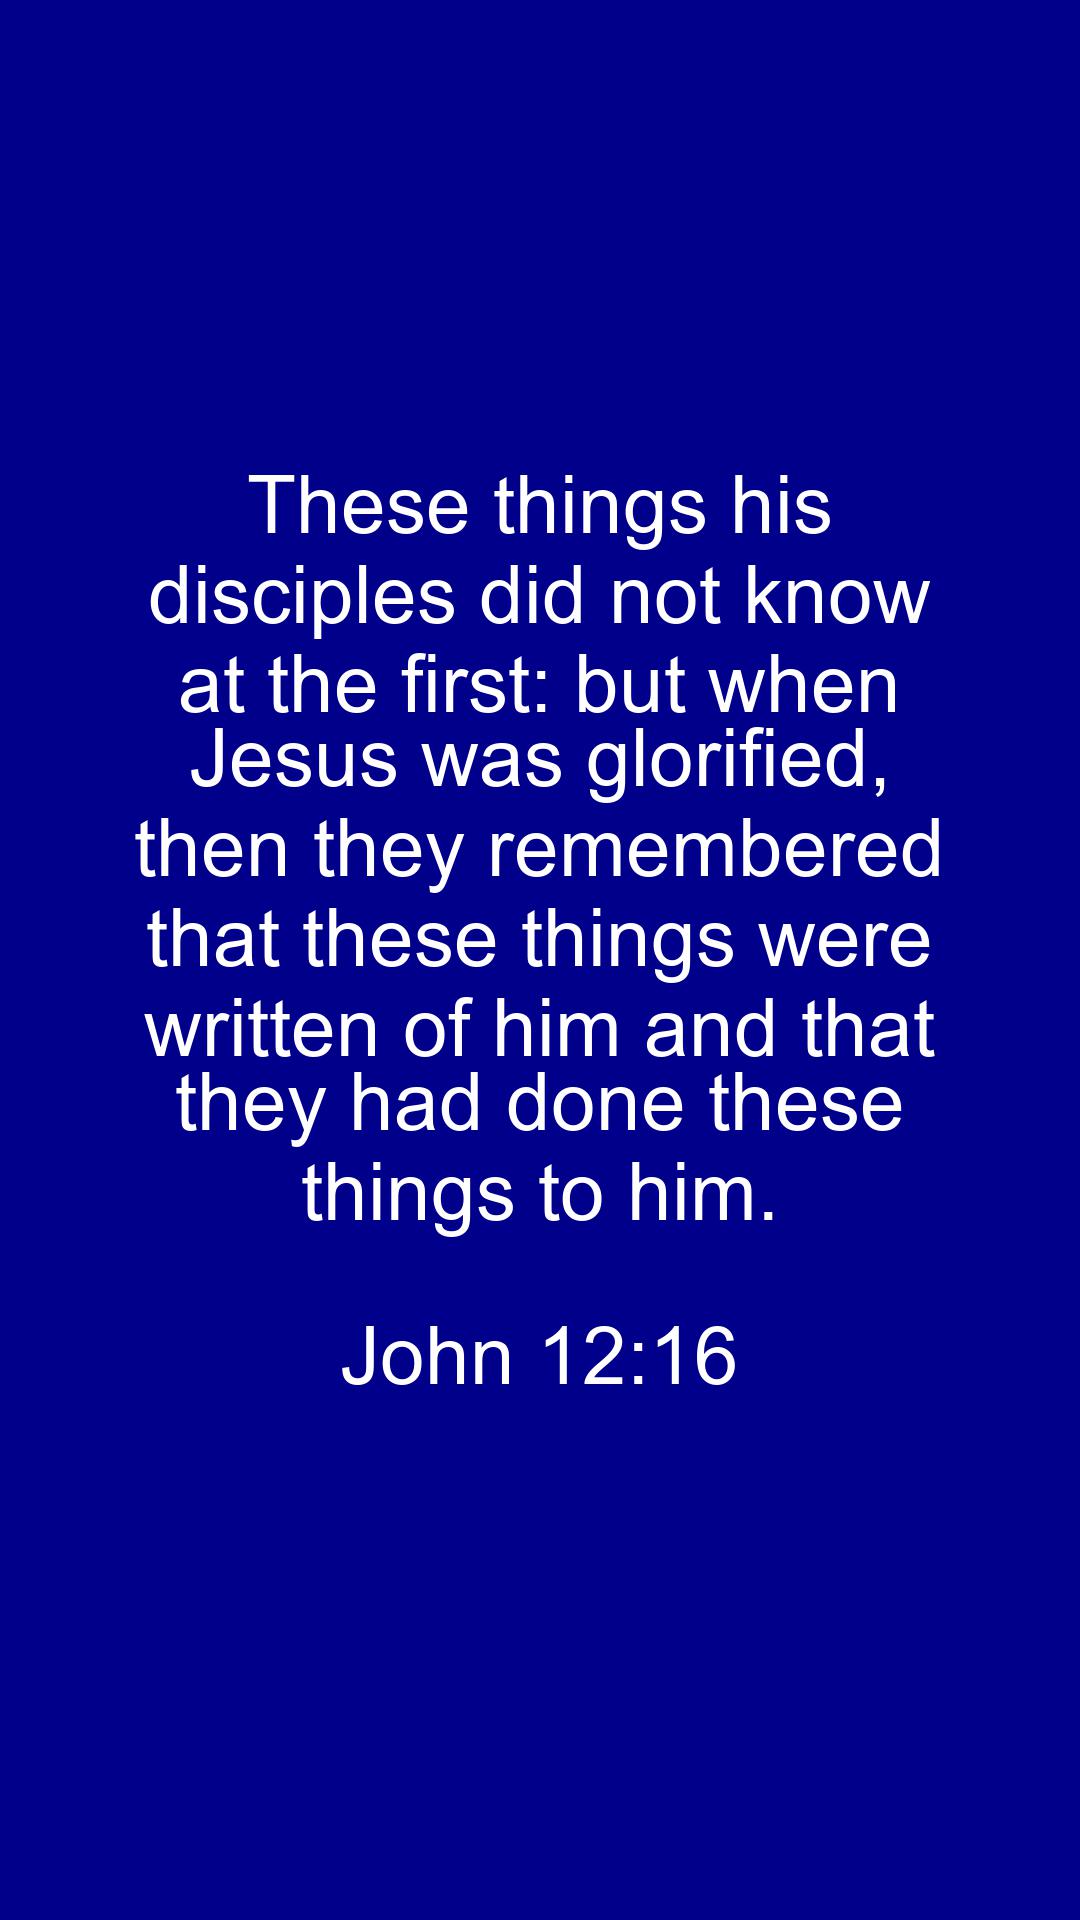 These things his
disciples did not know
at the first: but when
Jesus was glorified,
then they remembered
that these things were
written of him and that
they had done these
things to him.
John 12:16